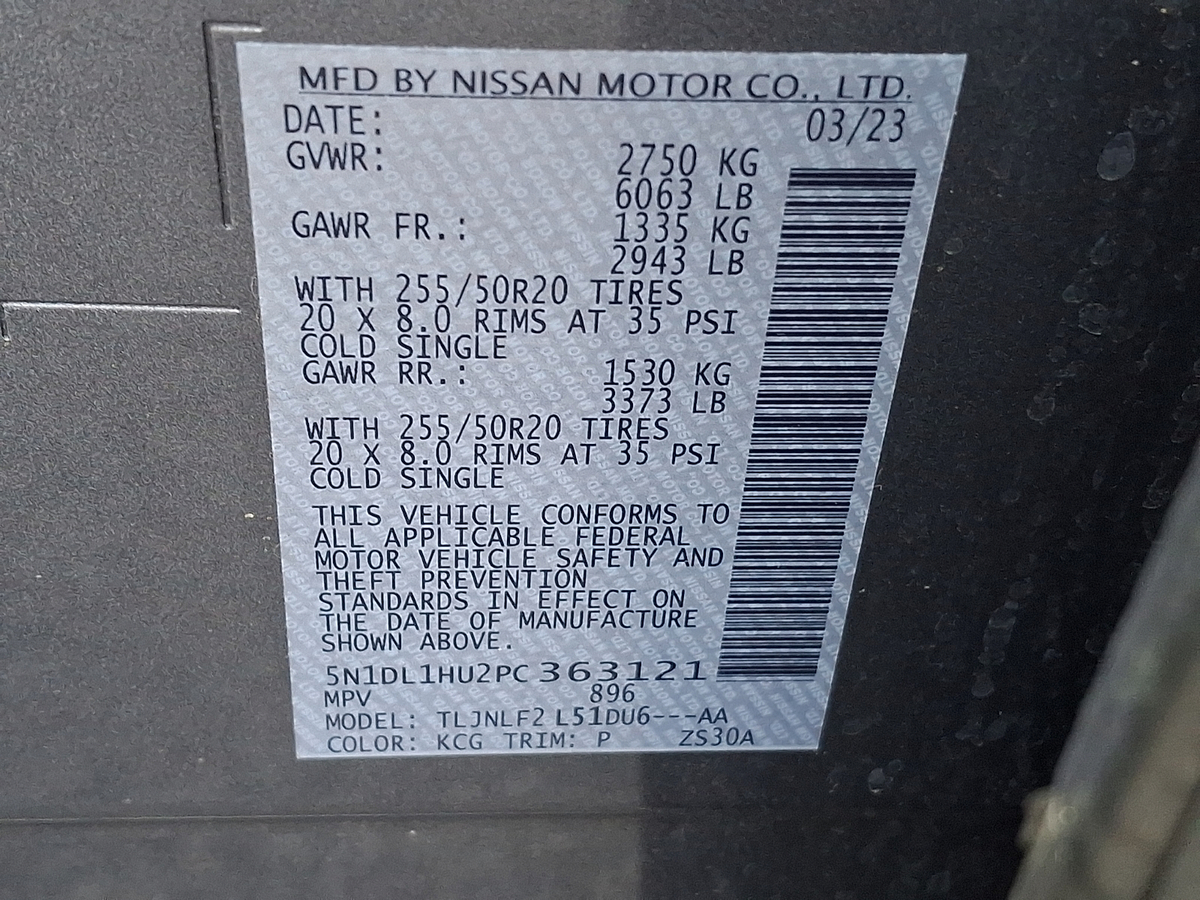 MFD BY NISSAN MOTOR CO., LTD.
DATE: 03/23
GVWR: 2750 KG
6063 LB
GAWR FR.: 1335 KG
2943 LB
WITH 255/50R20 TIRES
20 X 8.0 RIMS AT 35 PSI
COLD SINGLE
GAWR RR.: 1530 KG
3373 LB
WITH 255/50R20 TIRES
20 X 8.0 RIMS AT 35 PSI
COLD SINGLE
THIS VEHICLE CONFORMS TO
ALL APPLICABLE FEDERAL
MOTOR VEHICLE SAFETY AND
THEFT PREVENTION
STANDARDS IN EFFECT ON
THE DATE OF MANUFACTURE
SHOWN ABOVE.
5N1DL1HU2PC363121
MPV 896
MODEL: TLJNLF2 L51DU6---AA
COLOR: KCG TRIM: P ZS30A